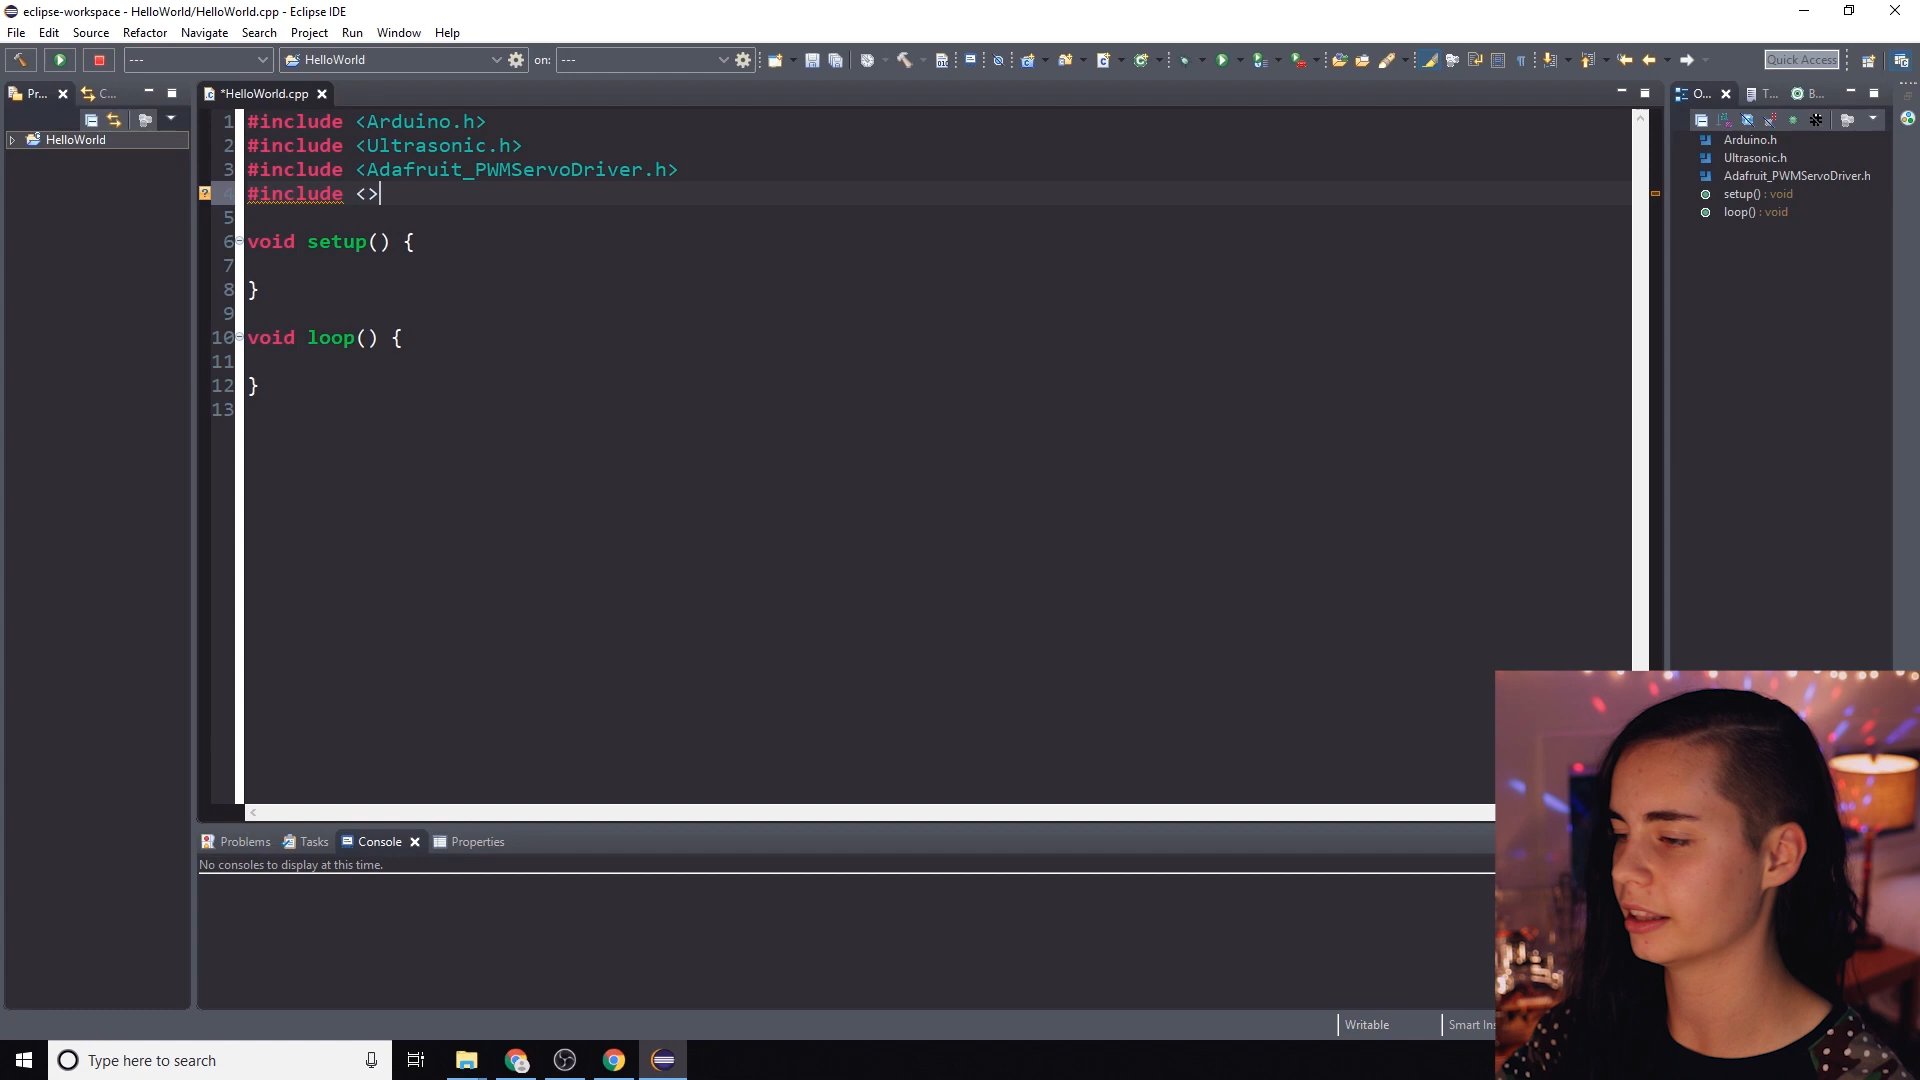 eclipse-workspace - HelloWorld/HelloWorld.cpp - Eclipse IDE
File Edit Source Refactor Navigate Search Project Run Window Help
--- HelloWorld on: --- Quick Access
Pr... C... *HelloWorld.cpp O... T... B...
HelloWorld
1 #include <Arduino.h>
2 #include <Ultrasonic.h>
3 #include <Adafruit_PWMServoDriver.h>
4 #include <>
5
6 void setup() {
7
8 }
9
10 void loop() {
11
12 }
13
Arduino.h
Ultrasonic.h
Adafruit_PWMServoDriver.h
setup() : void
loop() : void
Problems Tasks Console Properties
No consoles to display at this time.
Writable Smart Ins
Type here to search